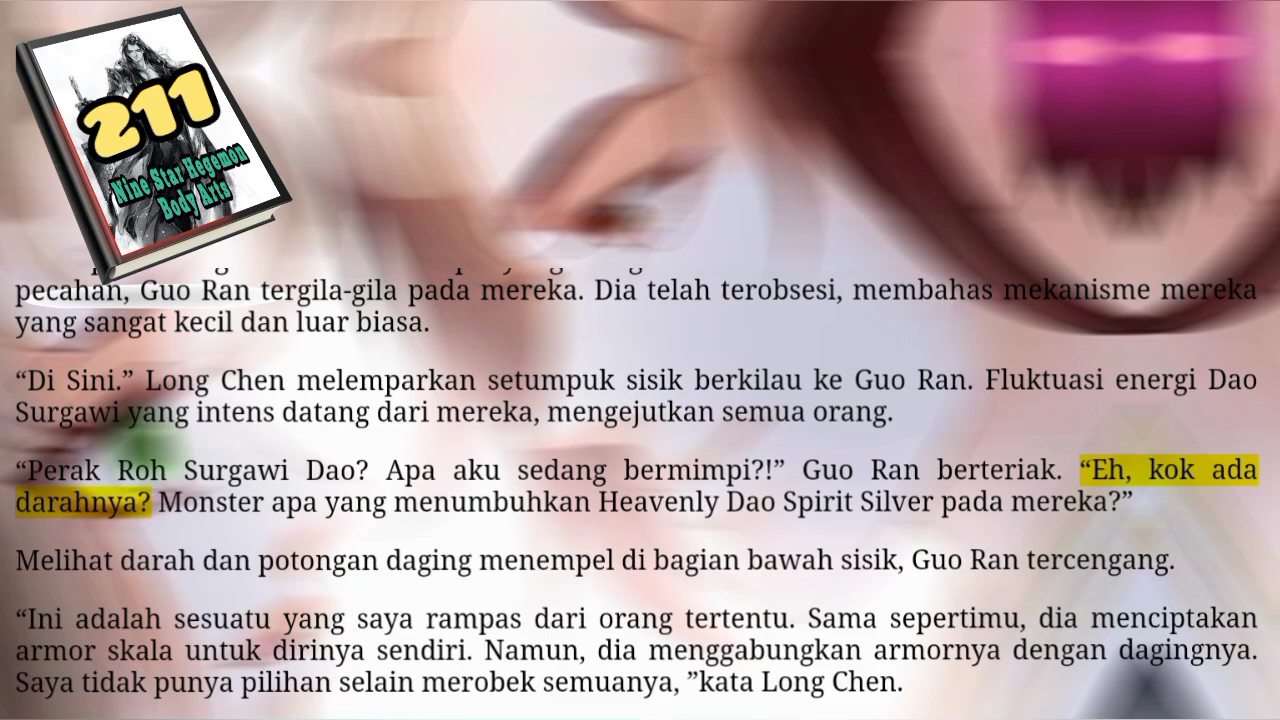 211
Nine Star Hegemon
Body Arts
pecahan, Guo Ran tergila-gila pada mereka. Dia telah terobsesi, membahas mekanisme mereka
yang sangat kecil dan luar biasa.
“Di Sini.” Long Chen melemparkan setumpuk sisik berkilau ke Guo Ran. Fluktuasi energi Dao
Surgawi yang intens datang dari mereka, mengejutkan semua orang.
“Perak Roh Surgawi Dao? Apa aku sedang bermimpi?!” Guo Ran berteriak. “Eh, kok ada
darahnya? Monster apa yang menumbuhkan Heavenly Dao Spirit Silver pada mereka?”
Melihat darah dan potongan daging menempel di bagian bawah sisik, Guo Ran tercengang.
“Ini adalah sesuatu yang saya rampas dari orang tertentu. Sama sepertimu, dia menciptakan
armor skala untuk dirinya sendiri. Namun, dia menggabungkan armornya dengan dagingnya.
Saya tidak punya pilihan selain merobek semuanya, ”kata Long Chen.